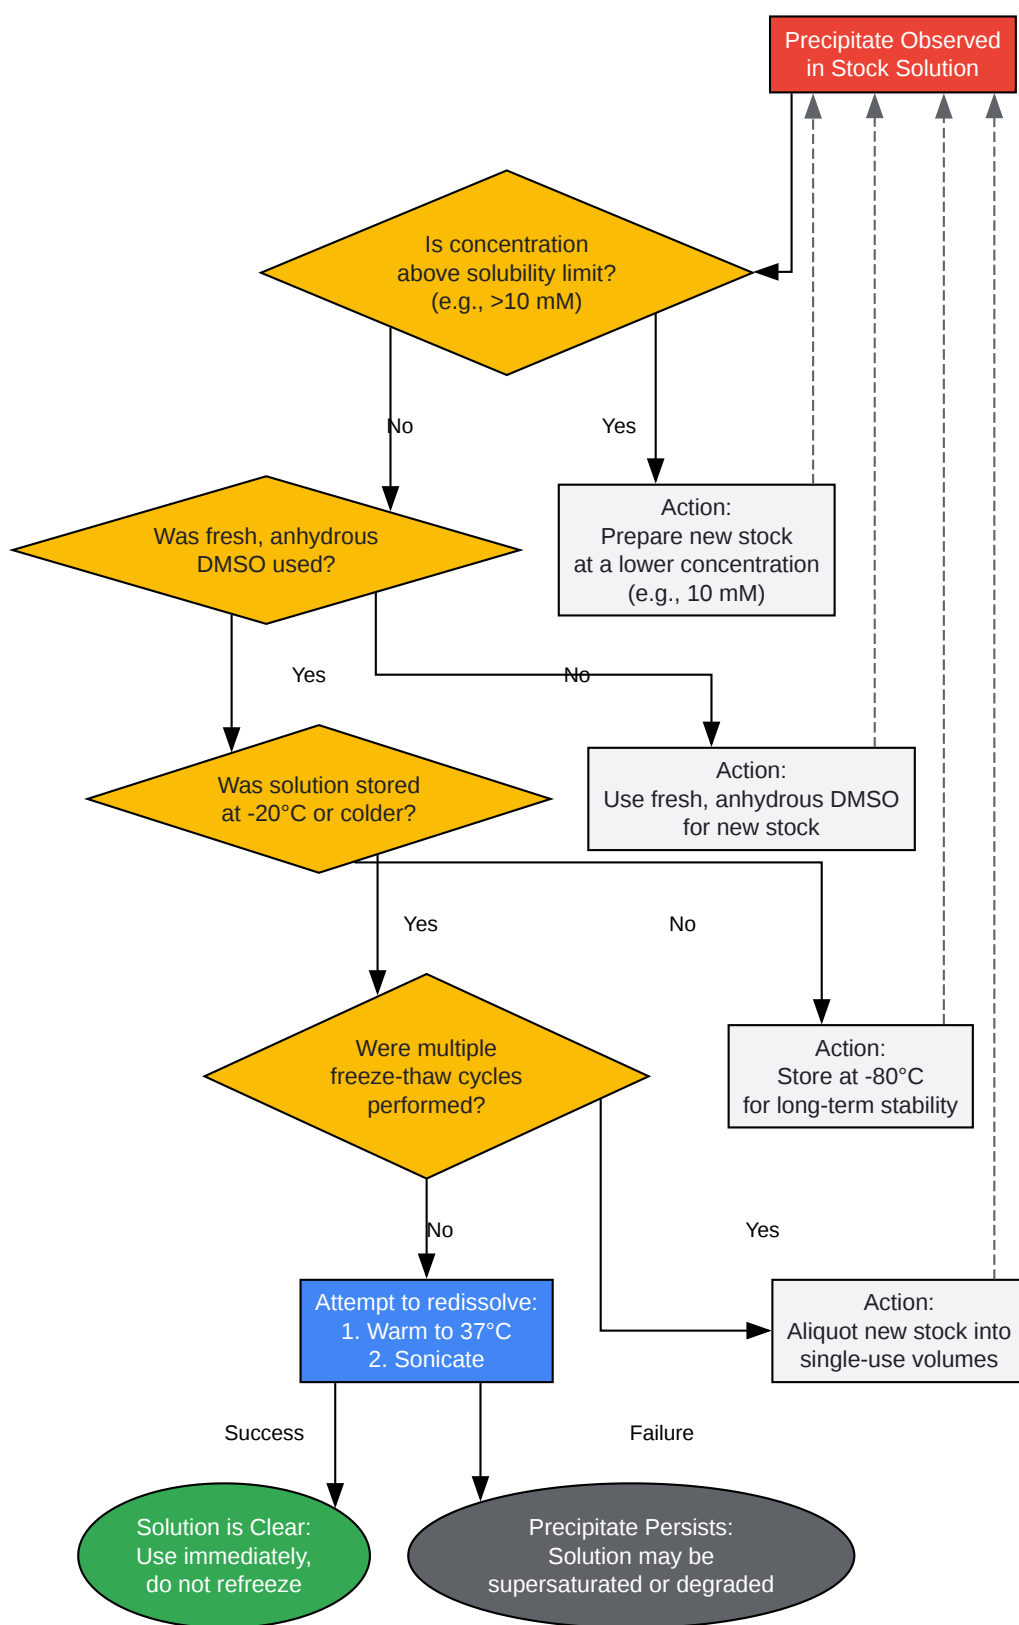 Precipitate Observed
in Stock Solution
Is concentration
above solubility limit?
(e.g., >10 mM)
No
Yes
Action:
Prepare new stock
at a lower concentration
(e.g., 10 mM)
Was fresh, anhydrous
DMSO used?
Yes
No
Action:
Use fresh, anhydrous DMSO
for new stock
Was solution stored
at -20°C or colder?
Yes
No
Action:
Store at -80°C
for long-term stability
Were multiple
freeze-thaw cycles
performed?
No
Yes
Attempt to redissolve:
1. Warm to 37°C
2. Sonicate
Action:
Aliquot new stock into
single-use volumes
Success
Failure
Solution is Clear:
Use immediately,
do not refreeze
Precipitate Persists:
Solution may be
supersaturated or degraded